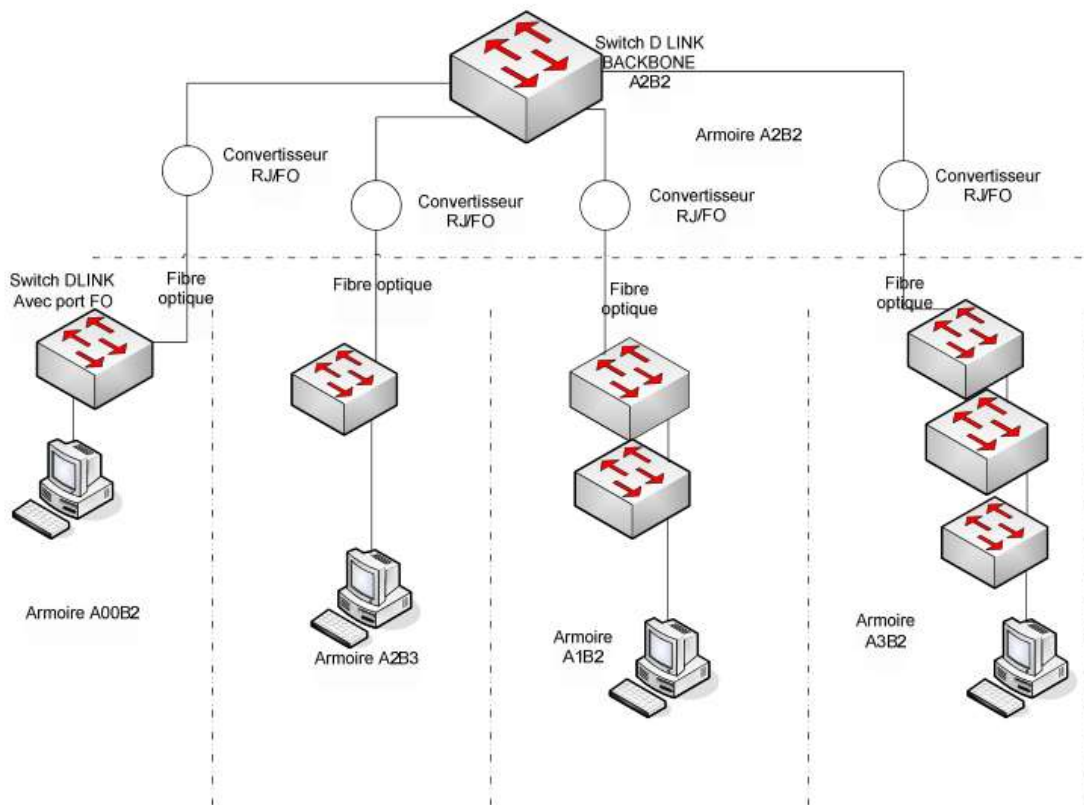 Switch D LINK
BACKBONE
A2B2
Armoire A2B2
Convertisseur
RJ/FO
Convertisseur
RJ/FO
Convertisseur
RJ/FO
Convertisseur
RJ/FO
Switch DLINK
Avec port FO
Fibre
optique
Fibre optique
Fibre
optique
Fibre
optique
Armoire A00B2
Armoire A2B3
Armoire
A1B2
Armoire
A3B2